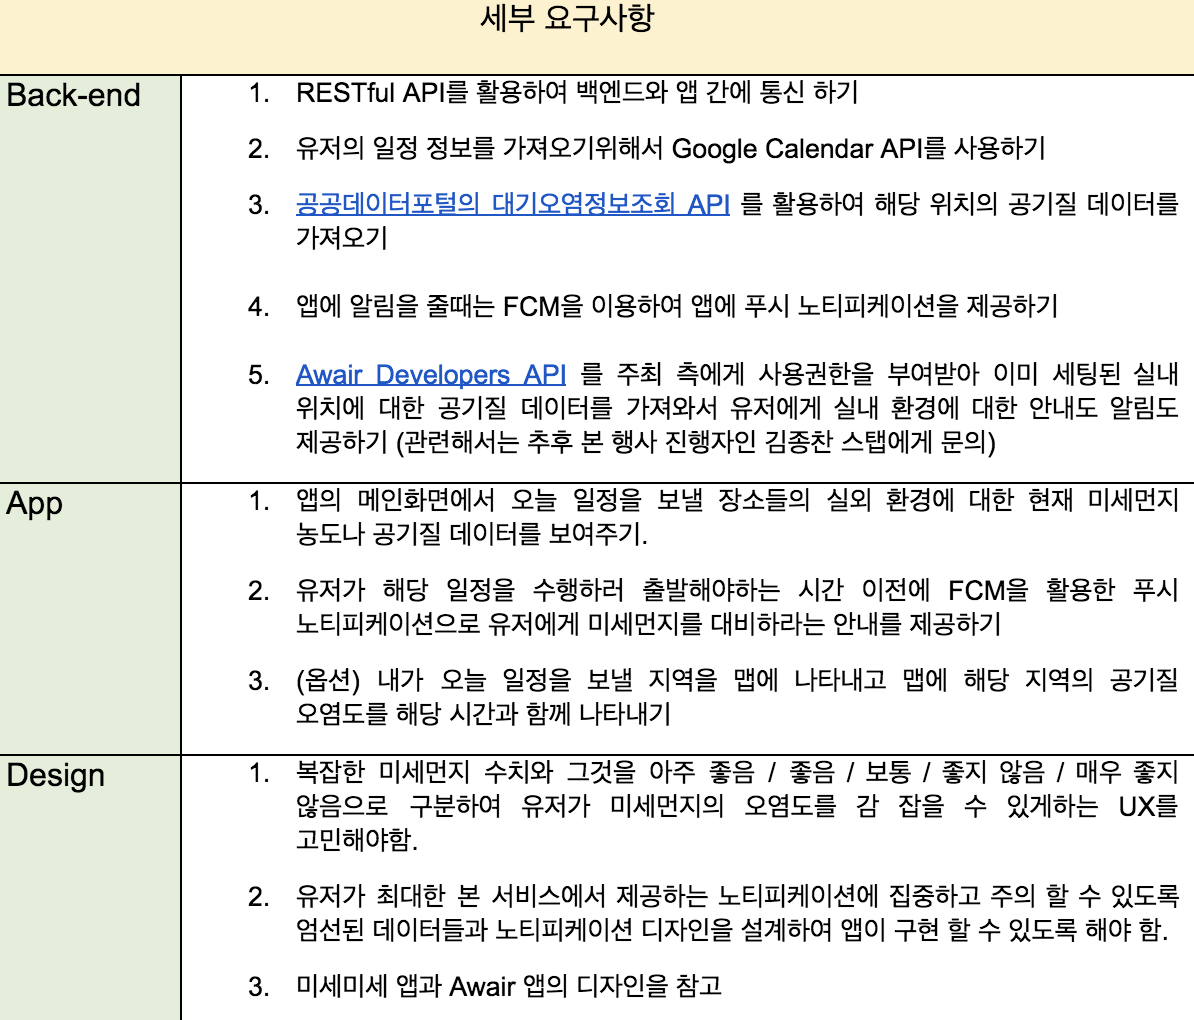 세부 요구사항
Back-end
1. RESTful API를 활용하여 백엔드와 앱 간에 통신 하기
2. 유저의 일정 정보를 가져오기위해서 Google Calendar API를 사용하기
3. 공공데이터포털의 대기오염정보조회 API 를 활용하여 해당 위치의 공기질 데이터를
가져오기
4. 앱에 알림을 줄때는 FCM을 이용하여 앱에 푸시 노티피케이션을 제공하기
5. Awair Developers API 를 주최 측에게 사용권한을 부여받아 이미 세팅된 실내
위치에 대한 공기질 데이터를 가져와서 유저에게 실내 환경에 대한 안내도 알림도
제공하기 (관련해서는 추후 본 행사 진행자인 김종찬 스탭에게 문의)
App
1. 앱의 메인화면에서 오늘 일정을 보낼 장소들의 실외 환경에 대한 현재 미세먼지
농도나 공기질 데이터를 보여주기.
2. 유저가 해당 일정을 수행하러 출발해야하는 시간 이전에 FCM을 활용한 푸시
노티피케이션으로 유저에게 미세먼지를 대비하라는 안내를 제공하기
3. (옵션) 내가 오늘 일정을 보낼 지역을 맵에 나타내고 맵에 해당 지역의 공기질
오염도를 해당 시간과 함께 나타내기
Design
1. 복잡한 미세먼지 수치와 그것을 아주 좋음 / 좋음 / 보통 / 좋지 않음 / 매우 좋지
않음으로 구분하여 유저가 미세먼지의 오염도를 감 잡을 수 있게하는 UX를
고민해야함.
2. 유저가 최대한 본 서비스에서 제공하는 노티피케이션에 집중하고 주의 할 수 있도록
엄선된 데이터들과 노티피케이션 디자인을 설계하여 앱이 구현 할 수 있도록 해야 함.
3. 미세미세 앱과 Awair 앱의 디자인을 참고